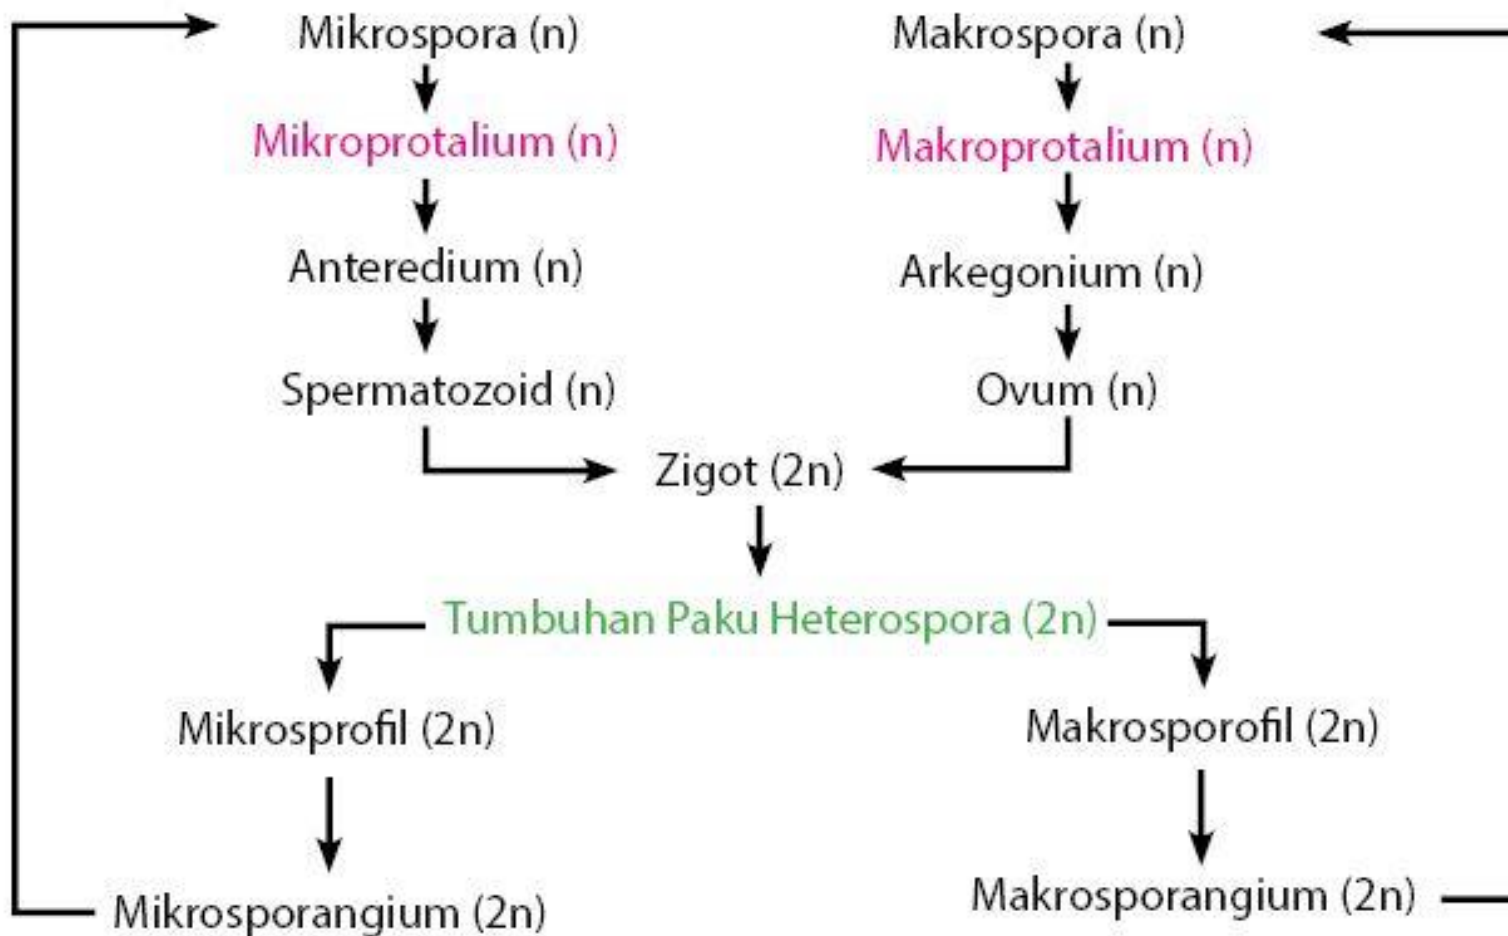 Mikrospora (n)
Makrospora (n)
Mikroprotalium (n)
Makroprotalium (n)
Anteredium (n)
Arkegonium (n)
Spermatozoid (n)
Ovum (n)
Zigot (2n)
Tumbuhan Paku Heterospora (2n)
Mikrosprofil (2n)
Makrosporofil (2n)
Mikrosporangium (2n)
Makrosporangium (2n)